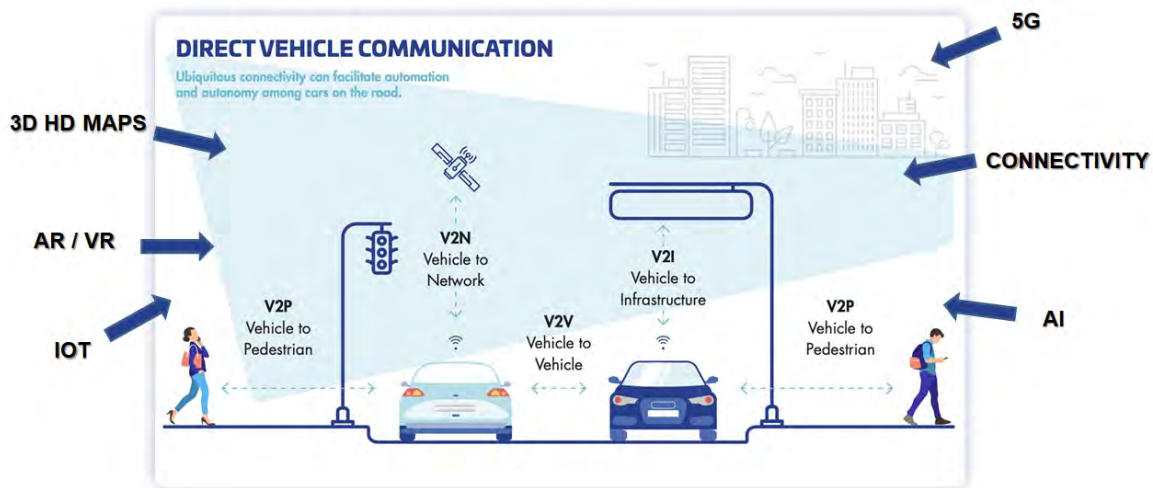 DIRECT VEHICLE COMMUNICATION
Ubiquitous connectivity can facilitate automation
and autonomy among cars on the road.
5G
3D HD MAPS
CONNECTIVITY
AR / VR
V2N
Vehicle to
Network
V2I
Vehicle to
Infrastructure
IOT
V2P
Vehicle to
Pedestrian
V2V
Vehicle to
Vehicle
V2P
Vehicle to
Pedestrian
AI